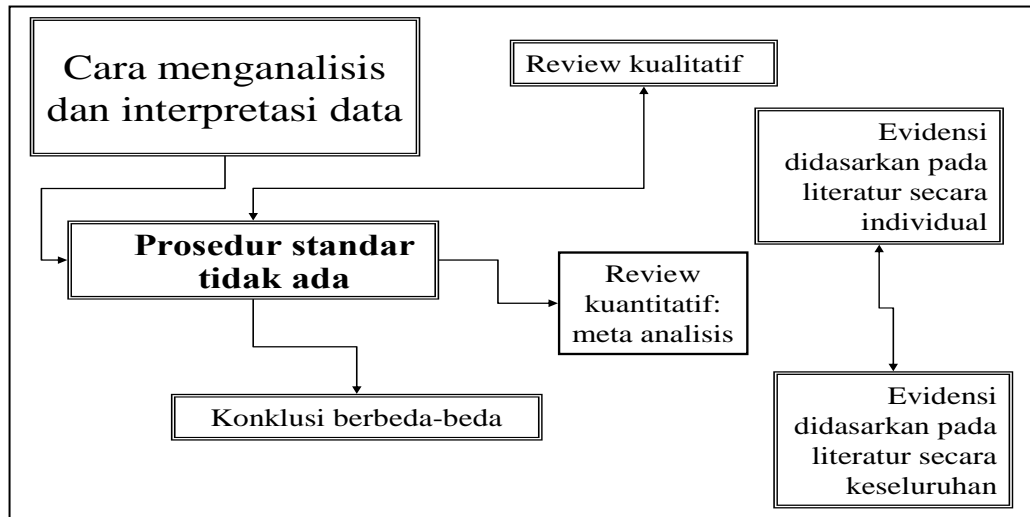 Cara menganalisis
dan interpretasi data
Review kualitatif
Evidensi
didasarkan pada
literatur secara
individual
Prosedur standar
tidak ada
Review
kuantitatif:
meta analisis
Konklusi berbeda-beda
Evidensi
didasarkan pada
literatur secara
keseluruhan